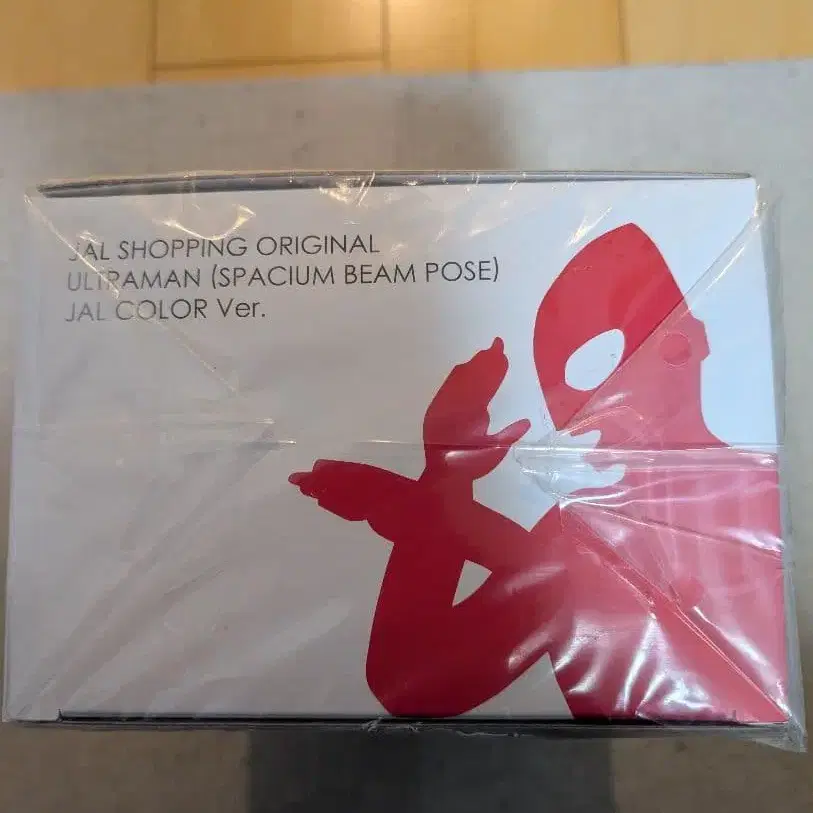 JAL SHOPPING ORIGINAL
ULTRAMAN (SPACIUM BEAM POSE)
JAL COLOR Ver.